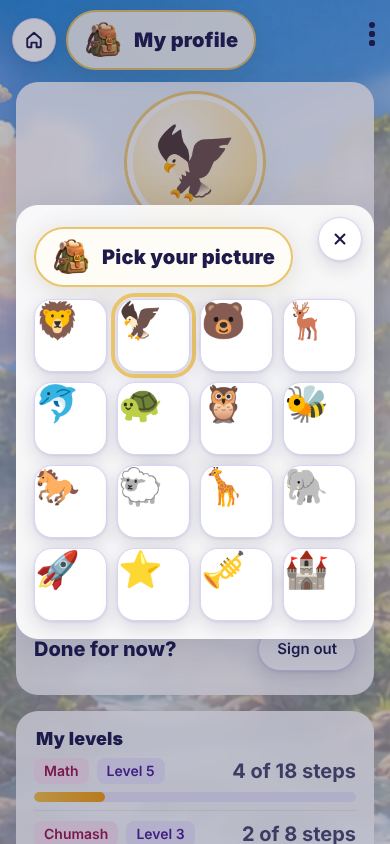 My profile
Pick your picture
Done for now?
Sign out
My levels
Math
Level 5
4 of 18 steps
Chumash
Level 3
2 of 8 steps